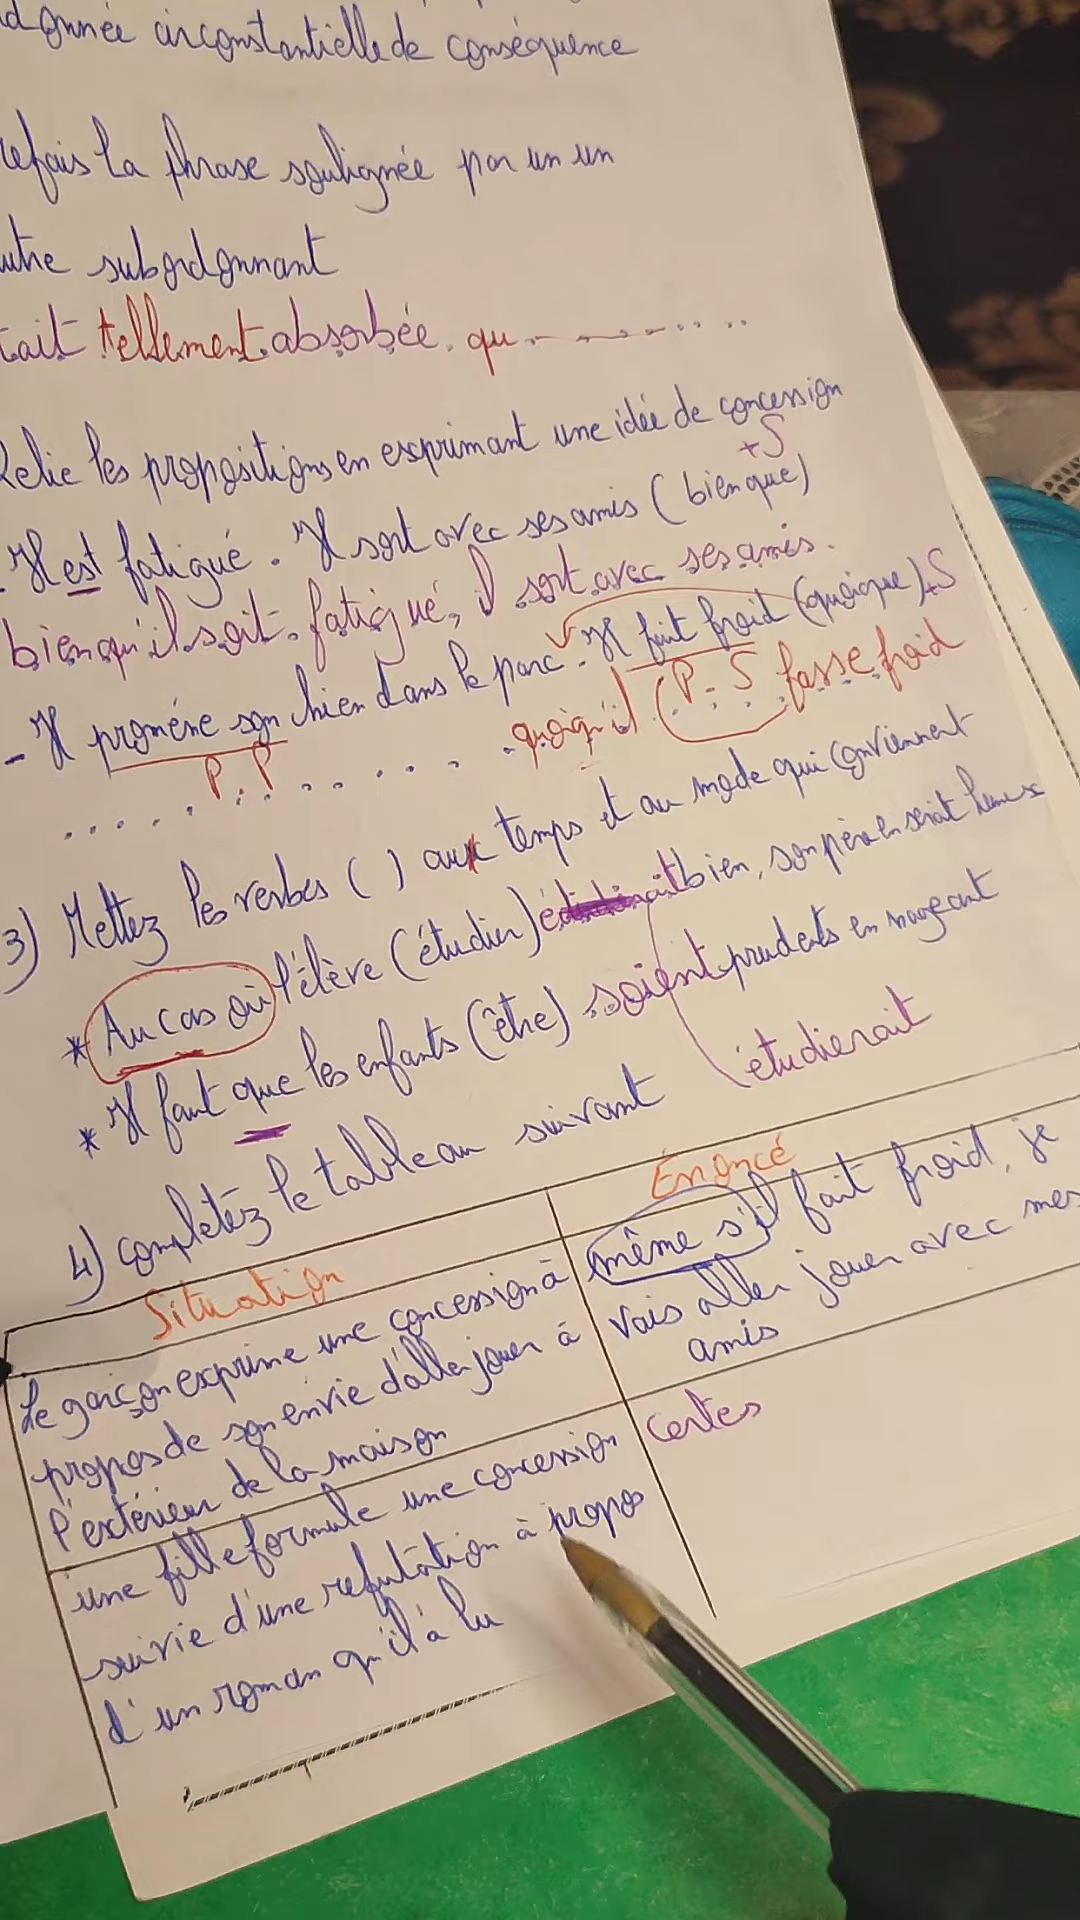 donnée circonstantielle de conséquence
refais la phrase soulignée par un un
autre subordonnant
tait tellement absorbée qu
Relie les propositions en exprimant une idée de concession
+S
. Il est fatigué . Il sort avec ses amis (bien que)
bien qu'il soit fatigué, il sort avec ses amis.
- Il promène son chien dans le parc . Il fait froid (quoique)+S
P.P ......... quoiqu'il (P.S fasse froid
3) Mettez les verbes ( ) aux temps et au mode qui conviennent
* Au cas où l'élève (étudier) bien, son père en serait heureux
étudierait
* Il faut que les enfants (être) soient prudents en nageant
4) complétez le tableau suivant
Situation
Énoncé
Le garçon exprime une concession à
propos de son envie d'aller jouer à
l'extérieur de la maison
même s'il fait froid, je
vais aller jouer avec mes
amis
une fille formule une concession
suivie d'une refutation à propos
d'un roman qu'il à lu
Certes